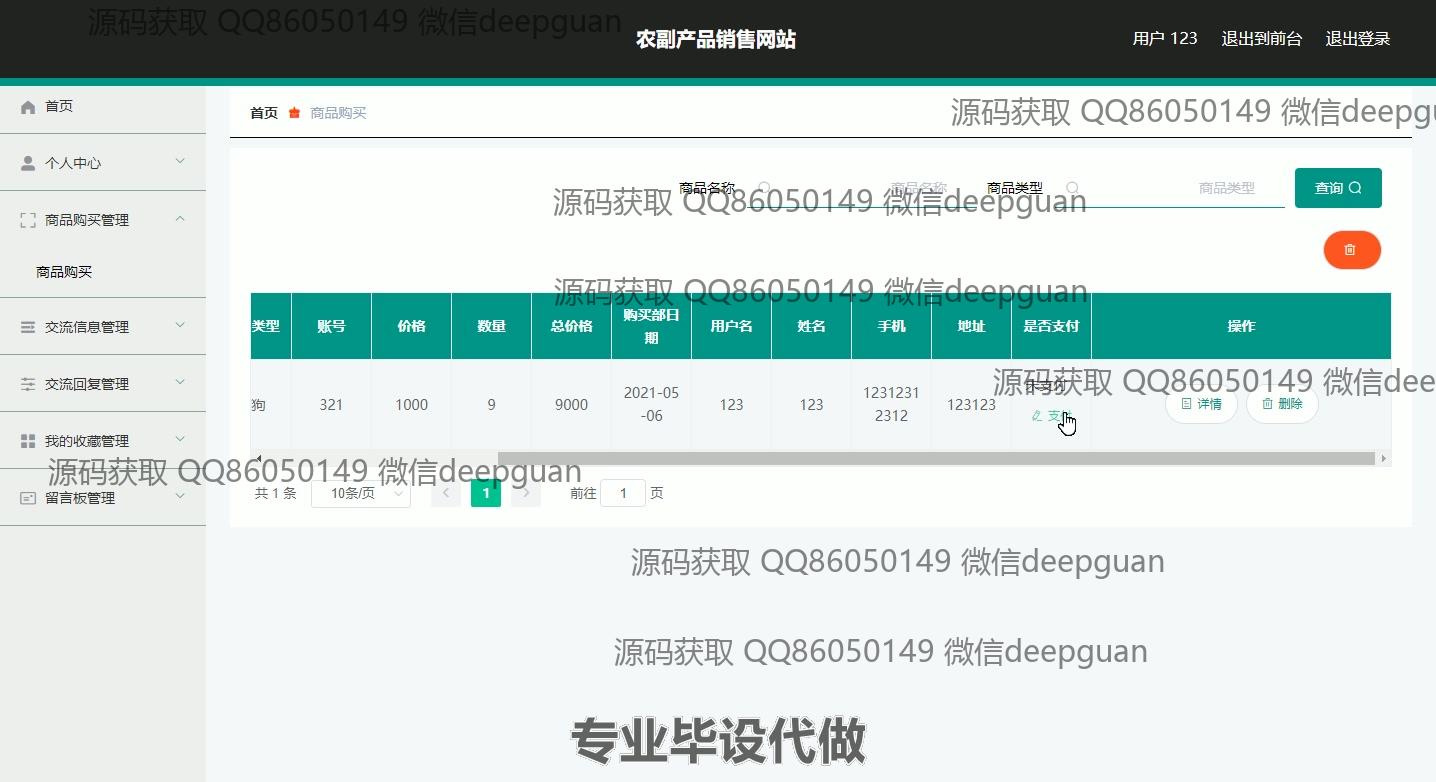 源码获取 QQ86050149 微信deepguan
农副产品销售网站
用户 123 退出到前台 退出登录
首页
个人中心
商品购买管理
商品购买
交流信息管理
交流回复管理
我的收藏管理
留言板管理
首页 商品购买
源码获取 QQ86050149 微信deepgu
商品名称 商品名称 商品类型 商品类型 查询
源码获取 QQ86050149 微信deepguan
源码获取 QQ86050149 微信deepguan
类型 账号 价格 数量 总价格 购买部日期 用户名 姓名 手机 地址 是否支付 操作
狗 321 1000 9 9000 2021-05-06 123 123 12312312312 123123 未支付 支付 详情 删除
源码获取 QQ86050149 微信dee
源码获取 QQ86050149 微信deepguan
共 1 条 10条/页 1 前往 1 页
源码获取 QQ86050149 微信deepguan
源码获取 QQ86050149 微信deepguan
专业毕设代做